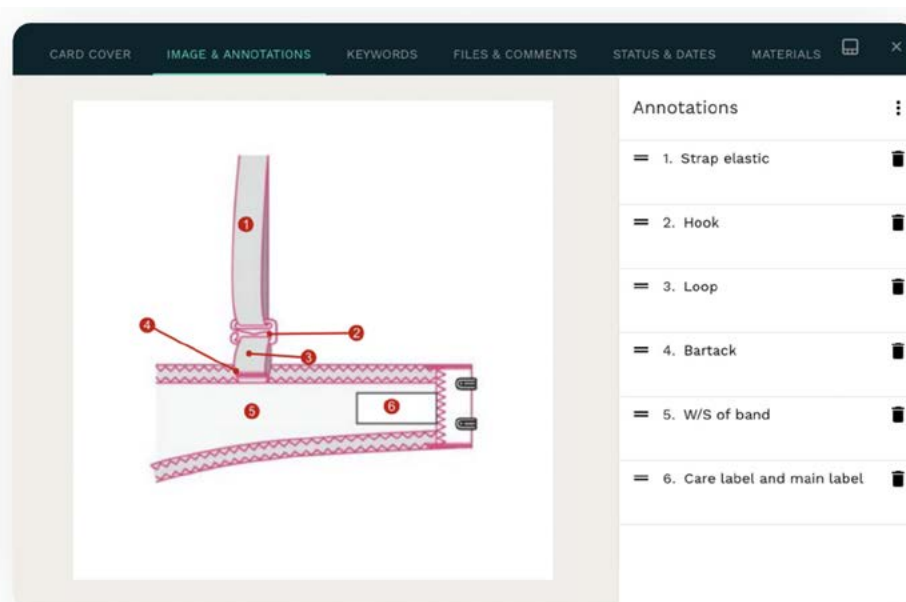 CARD COVER IMAGE & ANNOTATIONS KEYWORDS FILES & COMMENTS STATUS & DATES MATERIALS ×
Annotations
1. Strap elastic
2. Hook
3. Loop
4. Bartack
5. W/S of band
6. Care label and main label
1
4
2
3
5
6